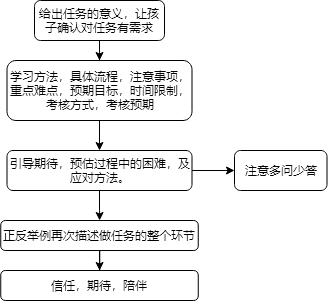 给出任务的意义，让孩
子确认对任务有需求
学习方法，具体流程，注意事项，
重点难点，预期目标，时间限制，
考核方式，考核预期
引导期待，预估过程中的困难，及
应对方法。
注意多问少答
正反举例再次描述做任务的整个环节
信任，期待，陪伴